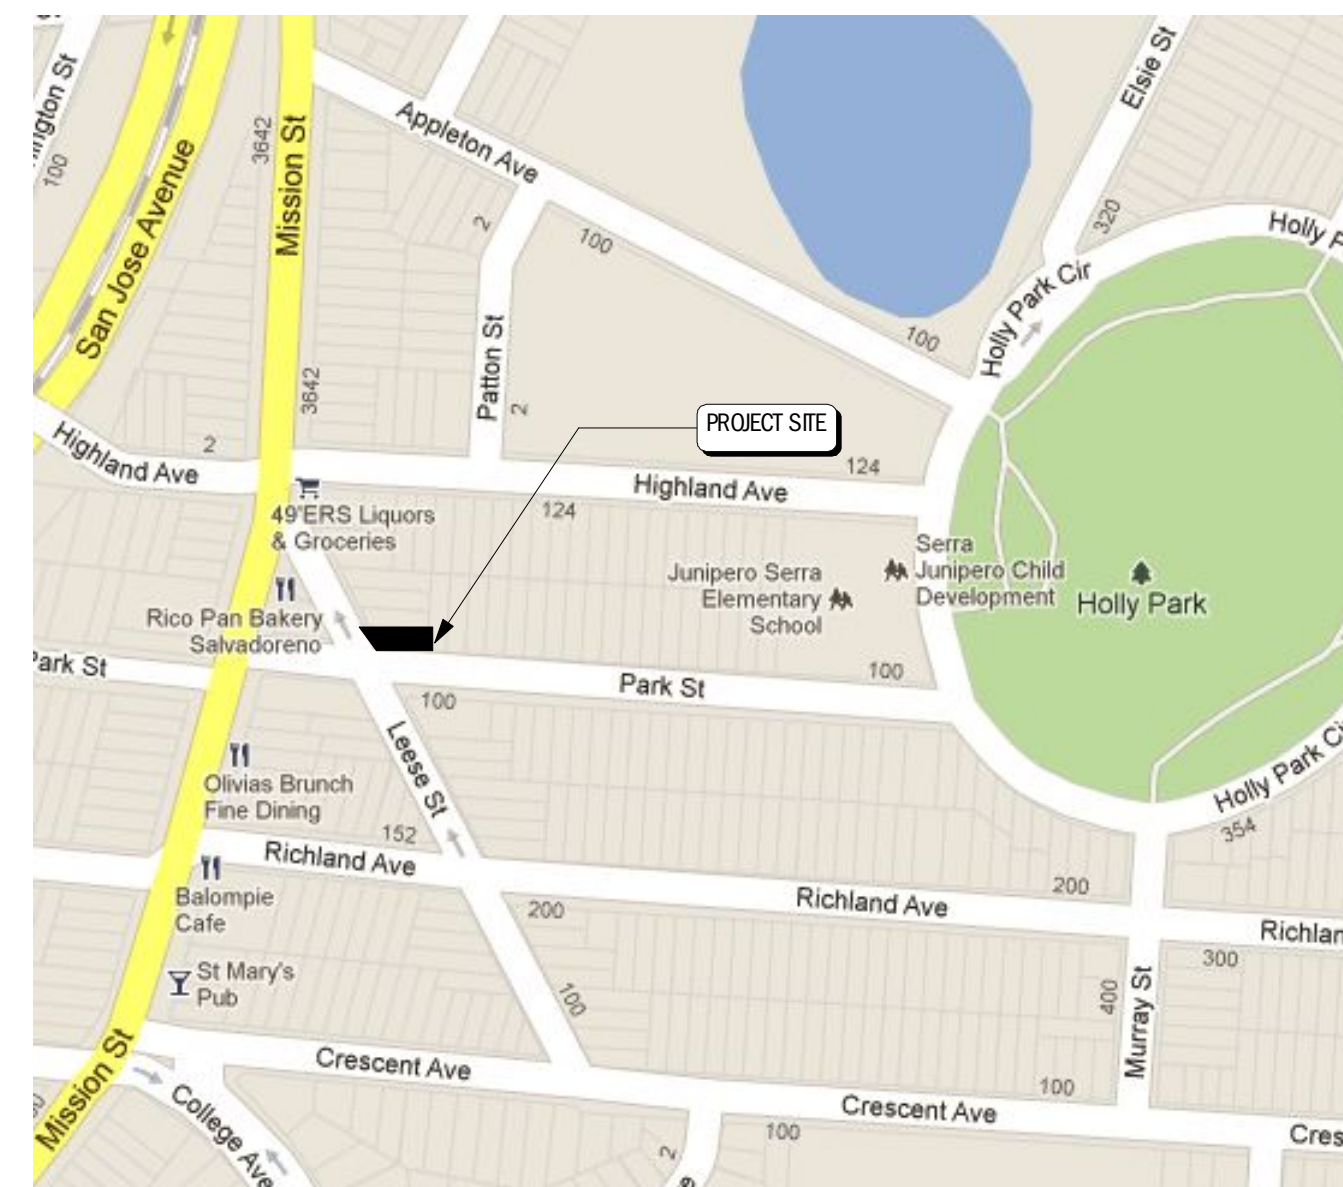 Elsie St
ington St
100
San Jose Avenue
3642
Mission St
Appleton Ave
2
100
320
Holly P
Holly Park Cir
100
Patton St
2
3642
PROJECT SITE
Highland Ave
2
124
Highland Ave
124
49'ERS Liquors
& Groceries
Junipero Serra
Elementary
School
Serra
Junipero Child
Development
Holly Park
Rico Pan Bakery
Salvadoreno
Park St
100
Park St
100
Leese St
Olivias Brunch
Fine Dining
Holly Park Ci
354
152
Richland Ave
200
Richland Ave
200
Richlan
300
Balompie
Cafe
St Mary's
Pub
100
400
Murray St
Mission St
Crescent Ave
100
Crescent Ave
100
Cres
College Ave
2
e